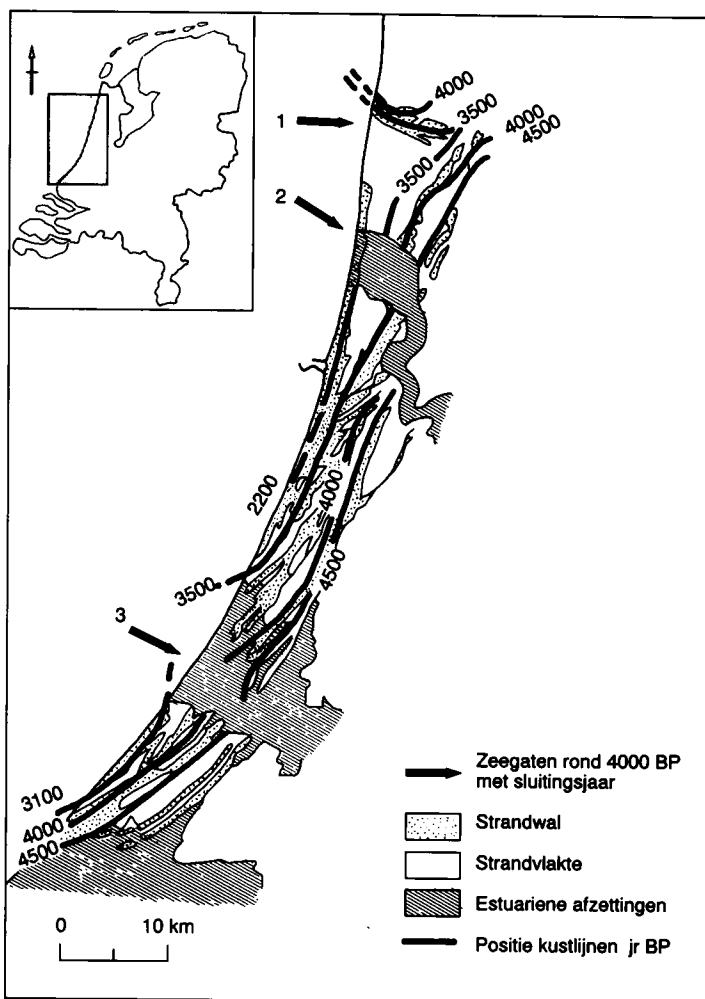 4000
3500
4000
4500
1
3500
2
2200
4000
4500
3500
3
3100
4000
4500
Zeegaten rond 4000 BP
met sluitingsjaar
Strandwal
Strandvlakte
Estuariene afzettingen
Positie kustlijnen jr BP
0 10 km